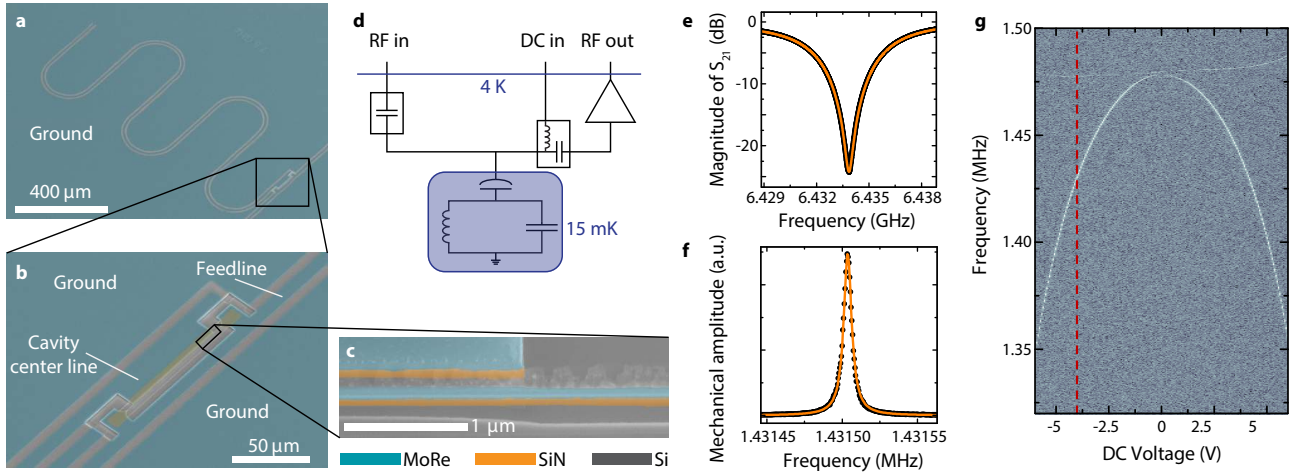 a
Ground
400 µm
b
Ground
Feedline
Cavity
center line
Ground
50 µm
c
1 µm
MoRe
SiN
Si
d
RF in
DC in
RF out
4 K
15 mK
e
Magnitude of S21 (dB)
0
-10
-20
6.429
6.432
6.435
6.438
Frequency (GHz)
f
Mechanical amplitude (a.u.)
1.43145
1.43150
1.43155
Frequency (MHz)
g
Frequency (MHz)
1.50
1.45
1.40
1.35
-5
-2.5
0
2.5
5
DC Voltage (V)